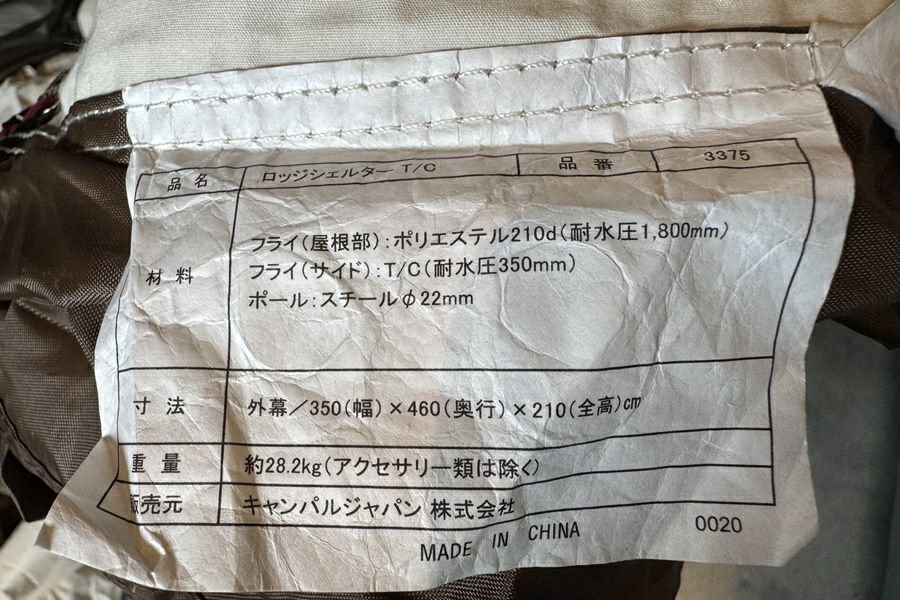 品名 ロッジシェルター T/C 品番 3375
材料
フライ(屋根部):ポリエステル210d(耐水圧1,800mm)
フライ(サイド):T/C(耐水圧350mm)
ポール:スチールφ22mm
寸法 外幕/350(幅)×460(奥行)×210(全高)cm
重量 約28.2kg(アクセサリー類は除く)
販売元 キャンパルジャパン 株式会社
MADE IN CHINA 0020